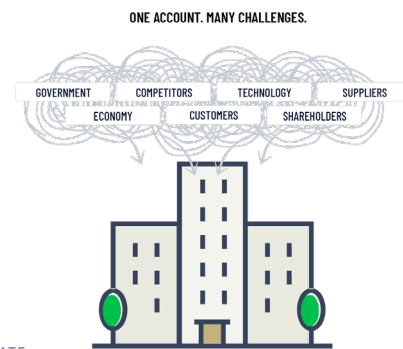 ONE ACCOUNT. MANY CHALLENGES.
GOVERNMENT COMPETITORS TECHNOLOGY SUPPLIERS
ECONOMY CUSTOMERS SHAREHOLDERS